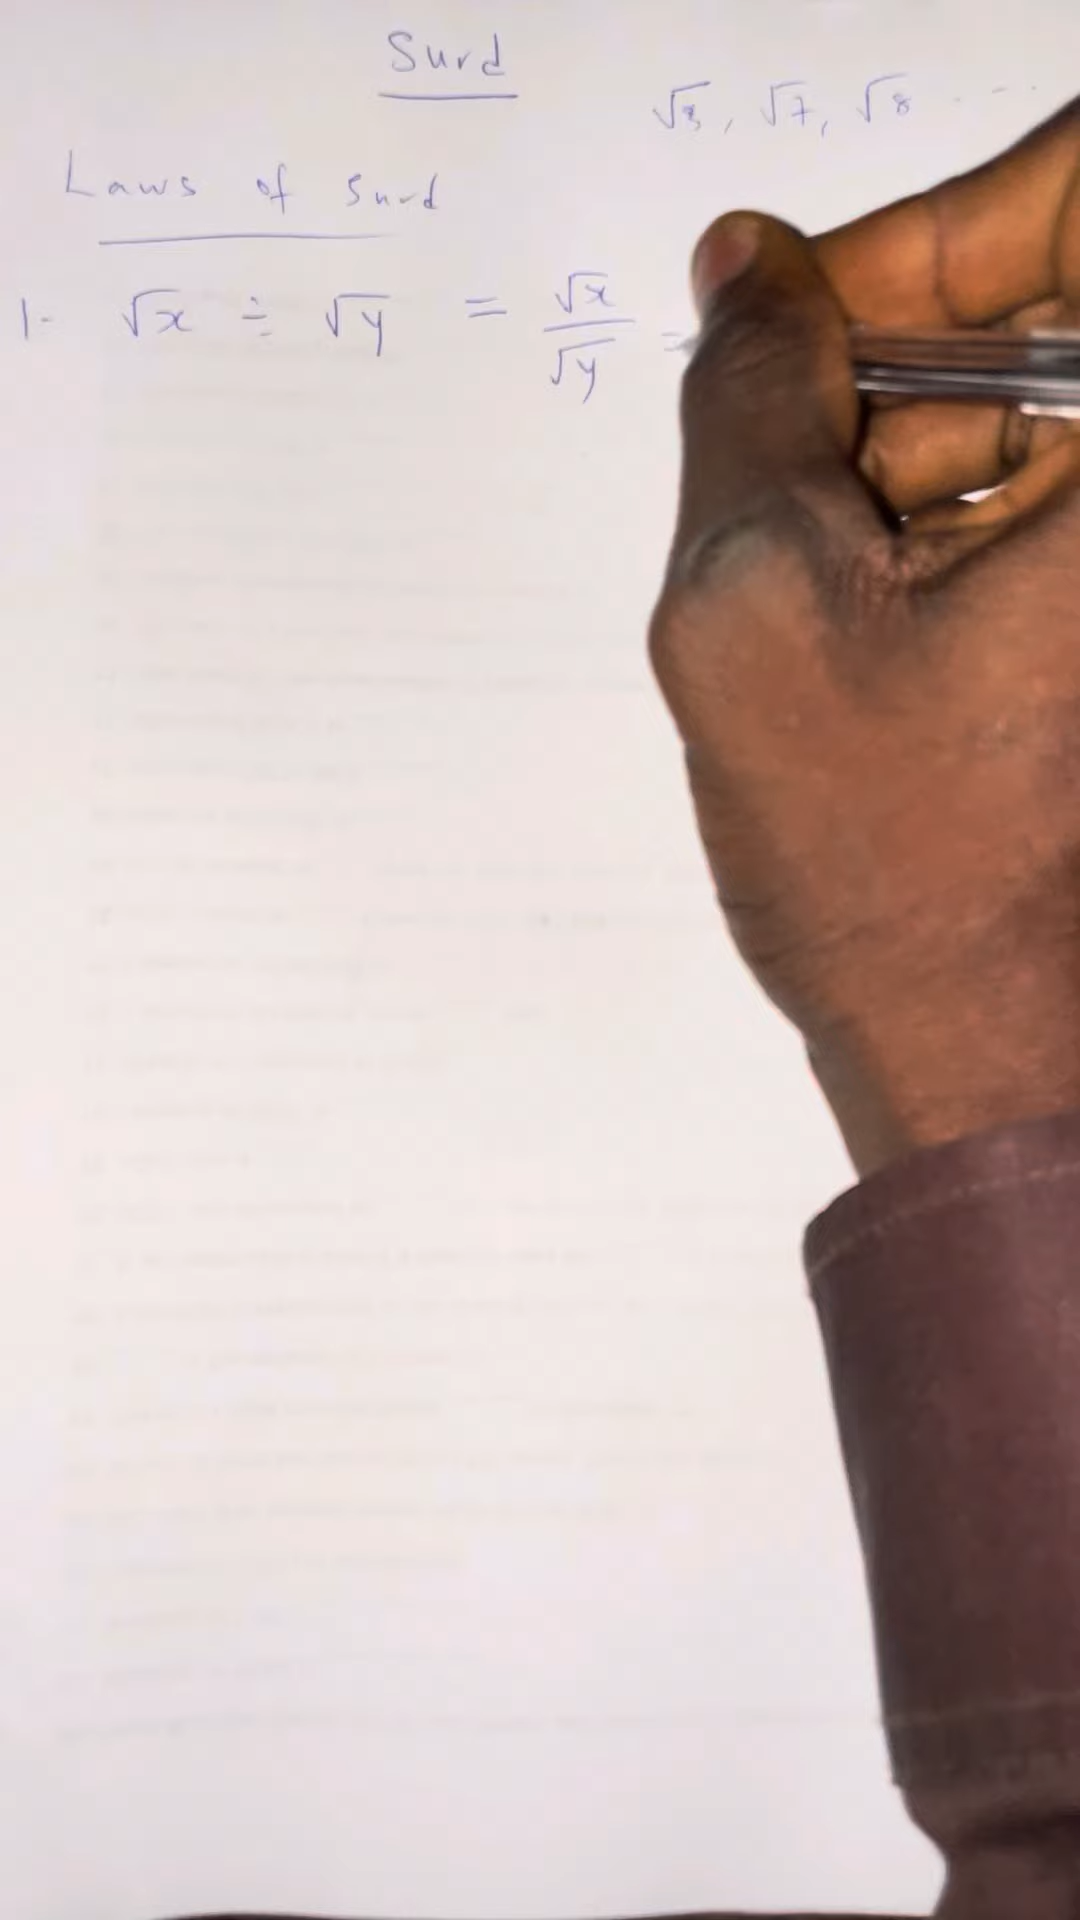 Surd
√3, √7, √8 - - -
Laws of Surd
1- √x ÷ √y = √x/√y =